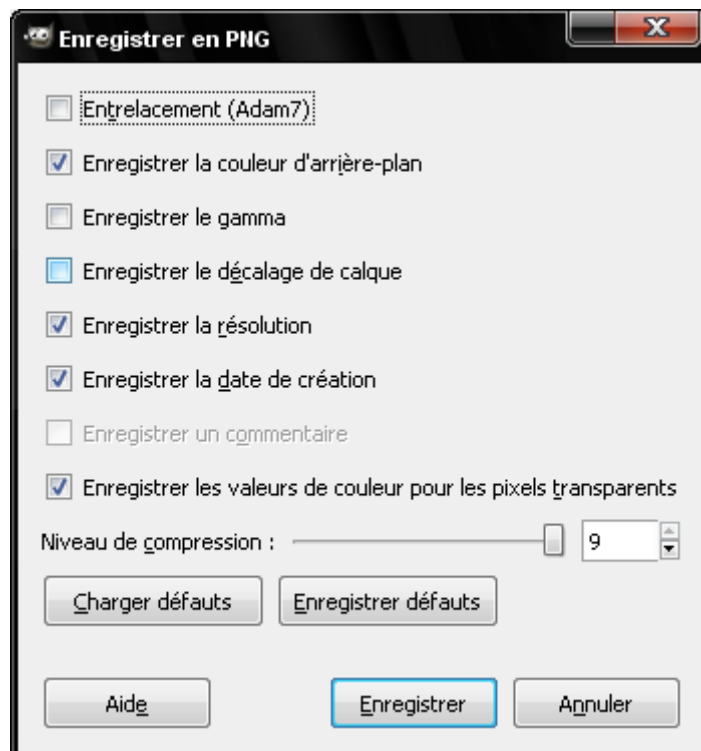 Enregistrer en PNG
Entrelacement (Adam7)
Enregistrer la couleur d'arrière-plan
Enregistrer le gamma
Enregistrer le décalage de calque
Enregistrer la résolution
Enregistrer la date de création
Enregistrer un commentaire
Enregistrer les valeurs de couleur pour les pixels transparents
Niveau de compression : 9
Charger défauts Enregistrer défauts
Aide Enregistrer Annuler